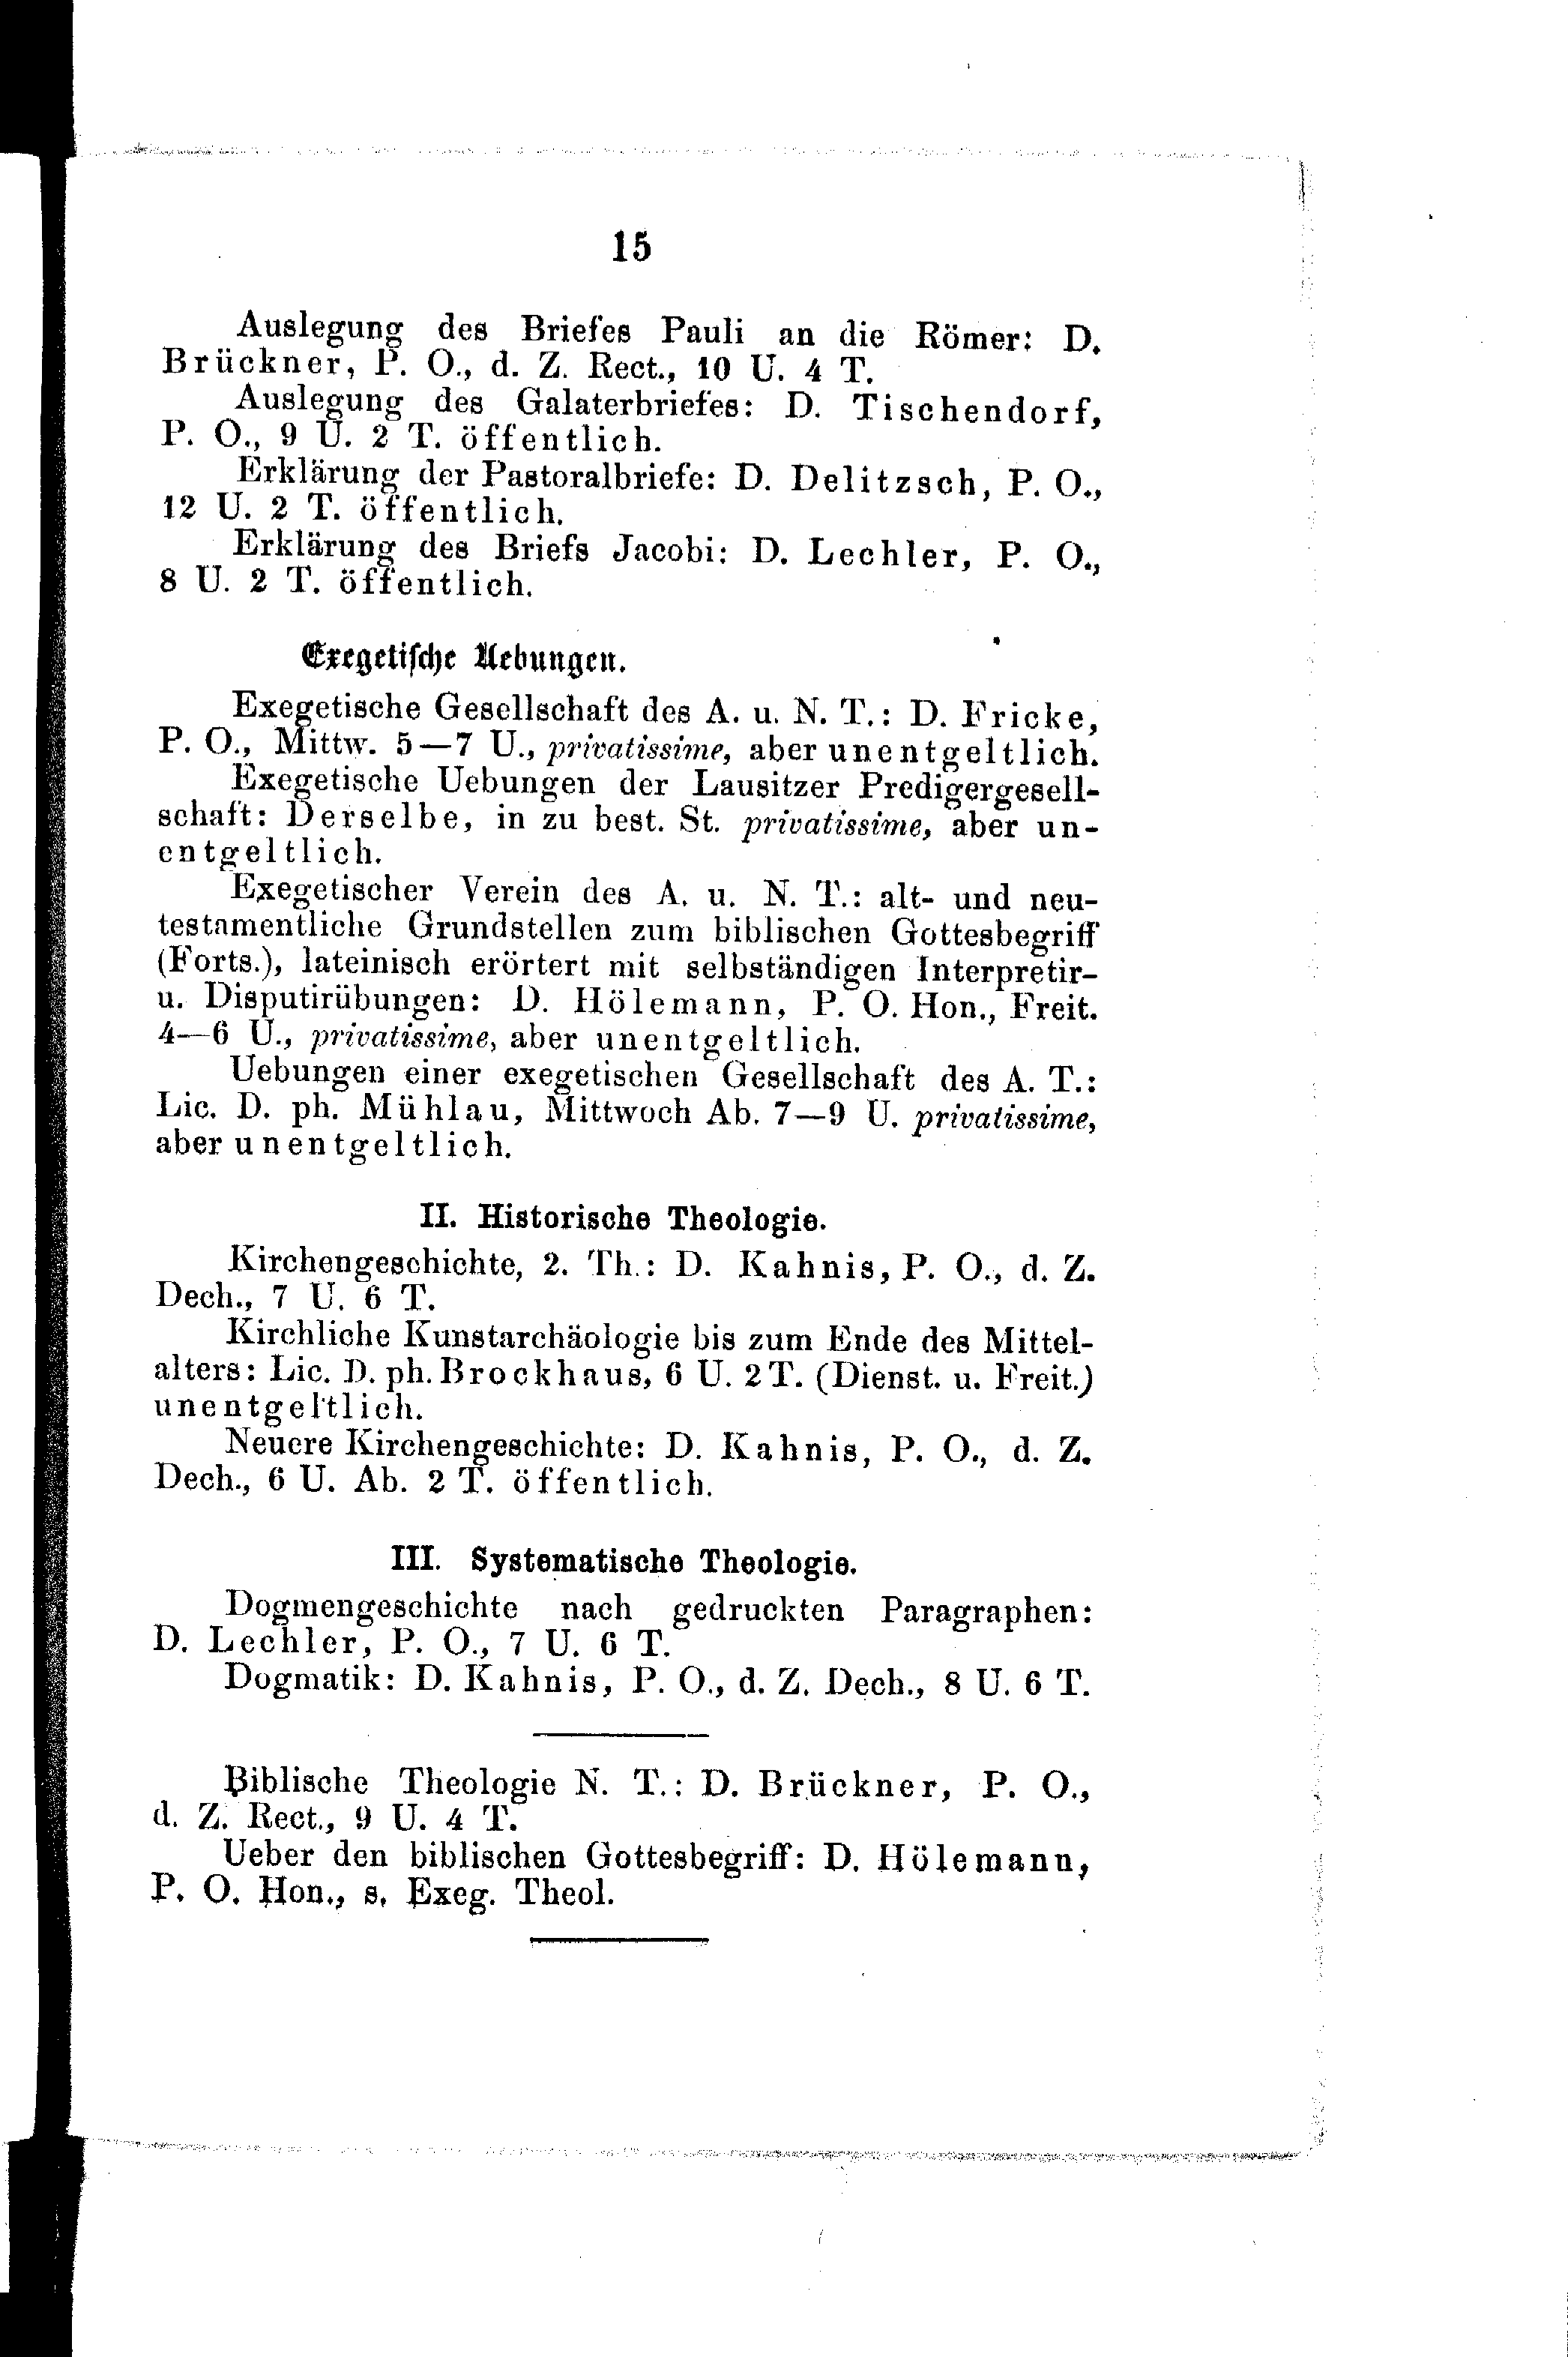 15
Auslegung des Briefes Pauli an die Römer: D.
Brückner, P. O., d. Z. Rect., 10 U. 4 T.
Auslegung des Galaterbriefes: D. Tischendorf,
P. O., 9 U. 2 T. öffentlich.
Erklärung der Pastoralbriefe: D. Delitzsch, P. O.,
12 U. 2 T. öffentlich.
Erklärung des Briefs Jacobi: D. Lechler, P. O.,
8 U. 2 T. öffentlich.
Exegetiſche Uebungen.
Exegetische Gesellschaft des A. u. N. T.: D. Fricke,
P. O., Mittw. 5—7 U., privatissime, aber unentgeltlich.
Exegetische Uebungen der Lausitzer Predigergesell-
schaft: Derselbe, in zu best. St. privatissime, aber un-
entgeltlich.
Exegetischer Verein des A. u. N. T.: alt- und neu-
testamentliche Grundstellen zum biblischen Gottesbegriff
(Forts.), lateinisch erörtert mit selbständigen Interpretir-
u. Disputirübungen: D. Hölemann, P. O. Hon., Freit.
4—6 U., privatissime, aber unentgeltlich.
Uebungen einer exegetischen Gesellschaft des A. T.:
Lic. D. ph. Mühlau, Mittwoch Ab. 7—9 U. privatissime,
aber unentgeltlich.
II. Historische Theologie.
Kirchengeschichte, 2. Th.: D. Kahnis, P. O., d. Z.
Dech., 7 U. 6 T.
Kirchliche Kunstarchäologie bis zum Ende des Mittel-
alters: Lic. D. ph. Brockhaus, 6 U. 2 T. (Dienst. u. Freit.)
unentgeltlich.
Neuere Kirchengeschichte: D. Kahnis, P. O., d. Z.
Dech., 6 U. Ab. 2 T. öffentlich.
III. Systematische Theologie.
Dogmengeschichte nach gedruckten Paragraphen:
D. Lechler, P. O., 7 U. 6 T.
Dogmatik: D. Kahnis, P. O., d. Z. Dech., 8 U. 6 T.
Biblische Theologie N. T.: D. Brückner, P. O.,
d. Z. Rect., 9 U. 4 T.
Ueber den biblischen Gottesbegriff: D. Hölemann,
P. O. Hon., s. Exeg. Theol.